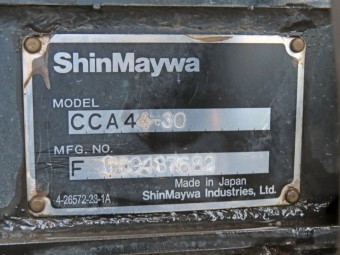 ShinMaywa
MODEL
MFG. NO.
F
Made in Japan
ShinMaywa Industries, Ltd.
4-26572-23-1A